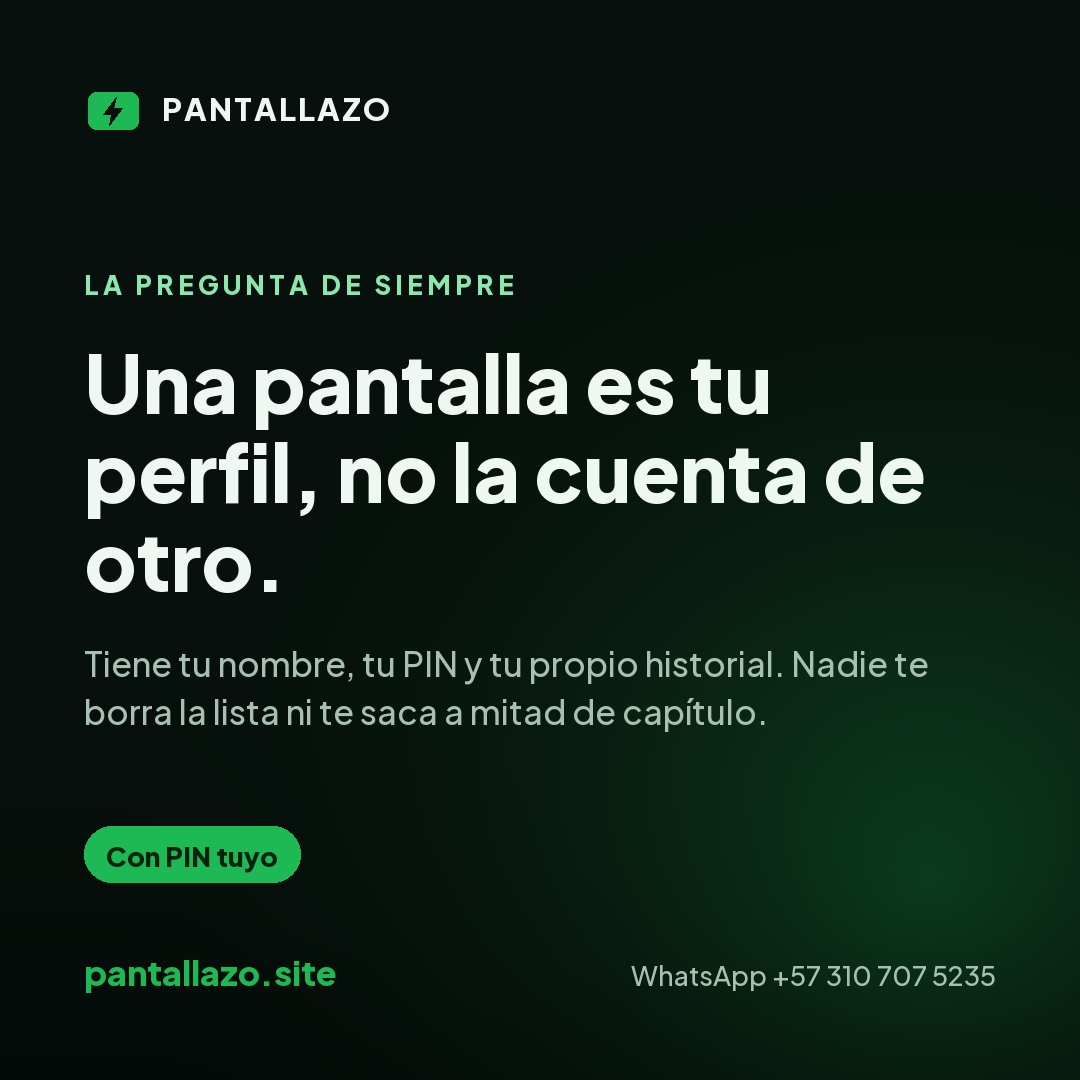 PANTALLAZO
LA PREGUNTA DE SIEMPRE
Una pantalla es tu
perfil, no la cuenta de
otro.
Tiene tu nombre, tu PIN y tu propio historial. Nadie te
borra la lista ni te saca a mitad de capítulo.
Con PIN tuyo
pantallazo.site
WhatsApp +57 310 707 5235